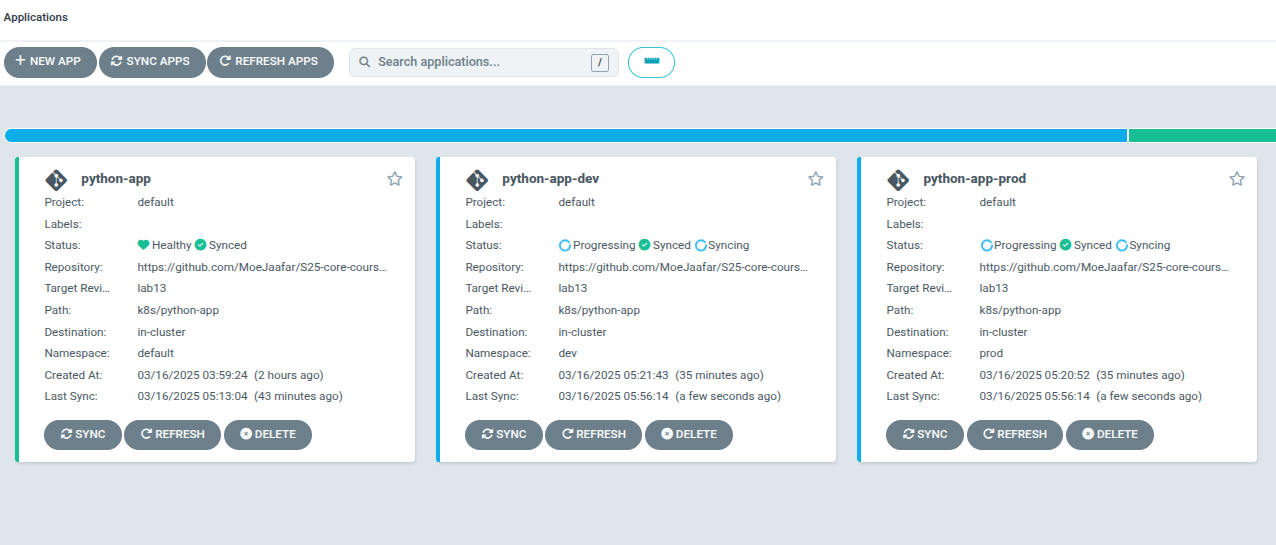 Applications
NEW APP SYNC APPS REFRESH APPS Search applications... /
python-app
Project: default
Labels:
Status: Healthy Synced
Repository: https://github.com/MoeJaafar/S25-core-cours...
Target Revi... lab13
Path: k8s/python-app
Destination: in-cluster
Namespace: default
Created At: 03/16/2025 03:59:24 (2 hours ago)
Last Sync: 03/16/2025 05:13:04 (43 minutes ago)
SYNC REFRESH DELETE
python-app-dev
Project: default
Labels:
Status: Progressing Synced Syncing
Repository: https://github.com/MoeJaafar/S25-core-cours...
Target Revi... lab13
Path: k8s/python-app
Destination: in-cluster
Namespace: dev
Created At: 03/16/2025 05:21:43 (35 minutes ago)
Last Sync: 03/16/2025 05:56:14 (a few seconds ago)
SYNC REFRESH DELETE
python-app-prod
Project: default
Labels:
Status: Progressing Synced Syncing
Repository: https://github.com/MoeJaafar/S25-core-cours...
Target Revi... lab13
Path: k8s/python-app
Destination: in-cluster
Namespace: prod
Created At: 03/16/2025 05:20:52 (35 minutes ago)
Last Sync: 03/16/2025 05:56:14 (a few seconds ago)
SYNC REFRESH DELETE